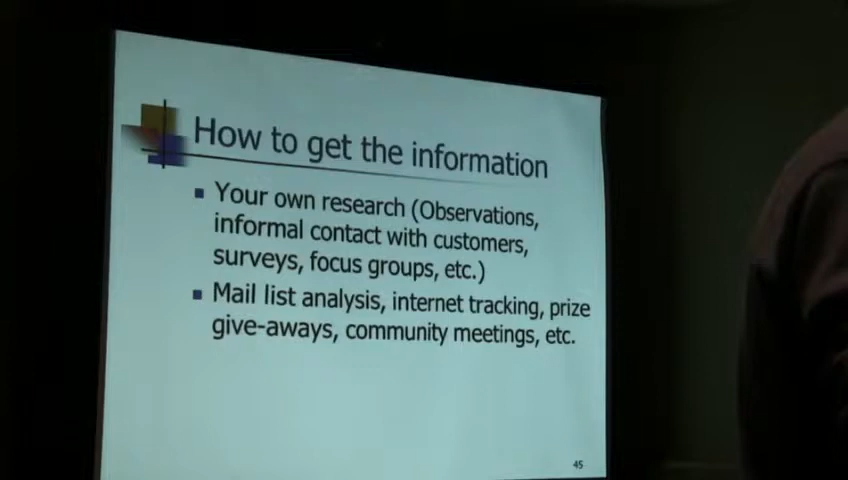 How to get the information
Your own research (Observations,
informal contact with customers,
surveys, focus groups, etc.)
Mail list analysis, internet tracking, prize
give-aways, community meetings, etc.
45